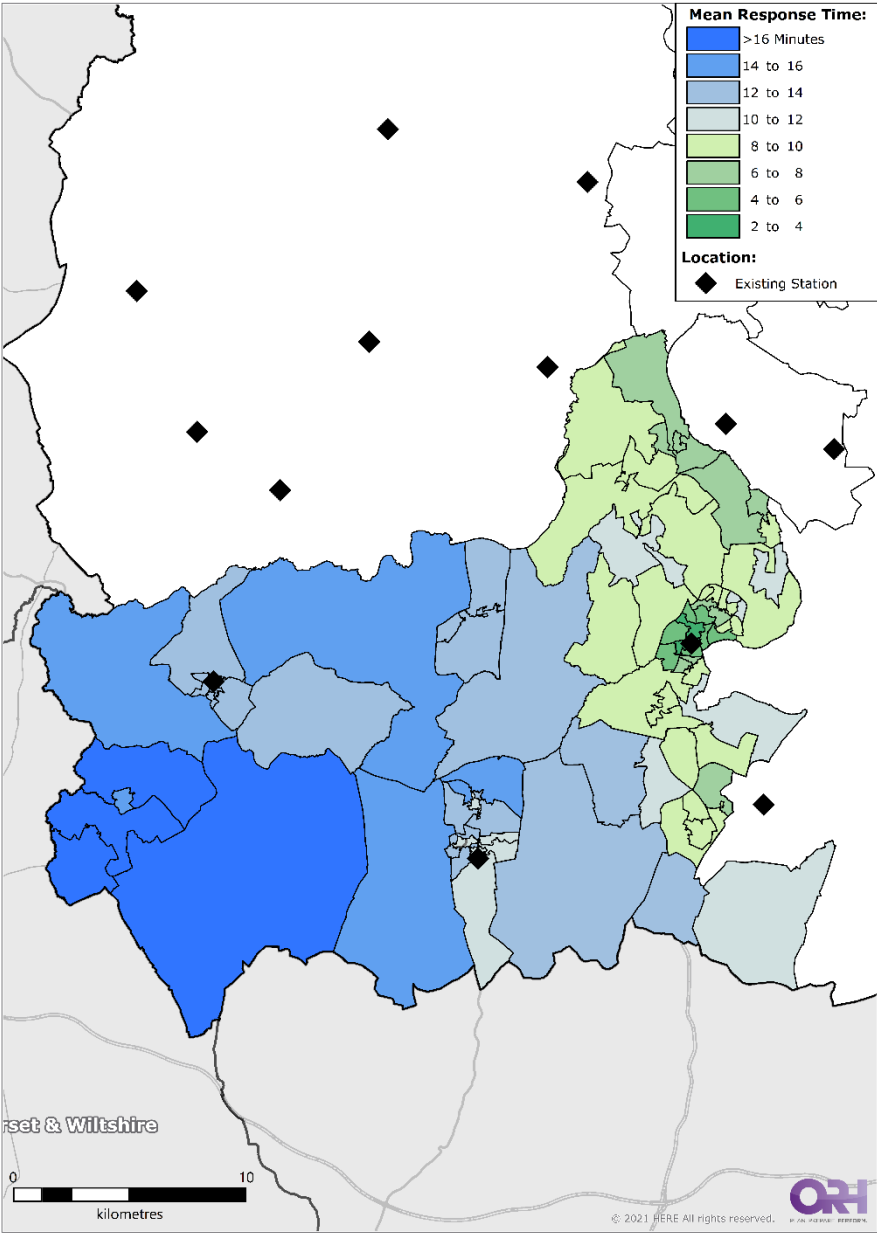 Mean Response Time:
>16 Minutes
14 to 16
12 to 14
10 to 12
8 to 10
6 to 8
4 to 6
2 to 4
Location:
Existing Station
rset & Wiltshire
0 10
kilometres
© 2021 HERE All rights reserved.
ORH